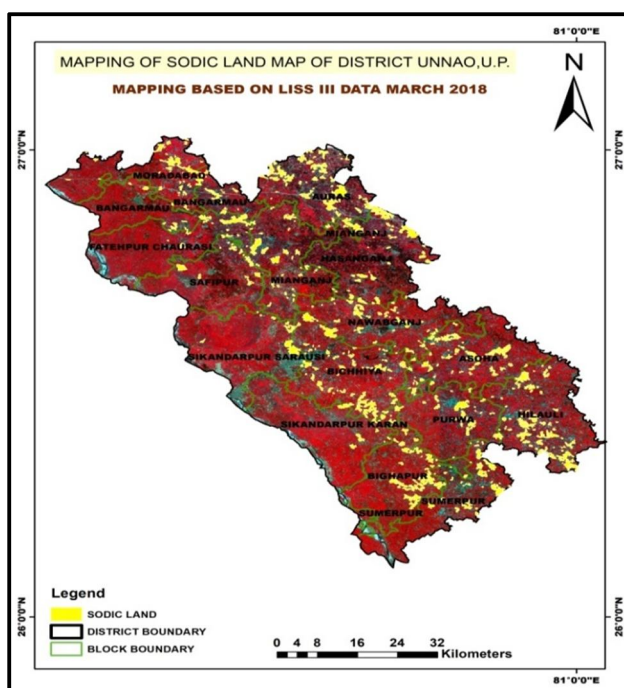 81°0'0"E
MAPPING OF SODIC LAND MAP OF DISTRICT UNNAO,U.P.
MAPPING BASED ON LISS III DATA MARCH 2018
N
27°0'0"N
27°0'0"N
MORADABAD
BANGARMAU
BANGARMAU
AURAS
FATEHPUR CHAURASI
MIANGANJ
HASANGANJ
SAFIPUR
MIANGANJ
NAWABGANJ
SIKANDARPUR SARAUSI
ASOHA
BICHHIYA
SIKANDARPUR KARAN
PURWA
HILAULI
BIGHAPUR
SUMERPUR
SUMERPUR
26°0'0"N
26°0'0"N
Legend
SODIC LAND
DISTRICT BOUNDARY
BLOCK BOUNDARY
0 2 4 8 16 24 32
Kilometers
81°0'0"E